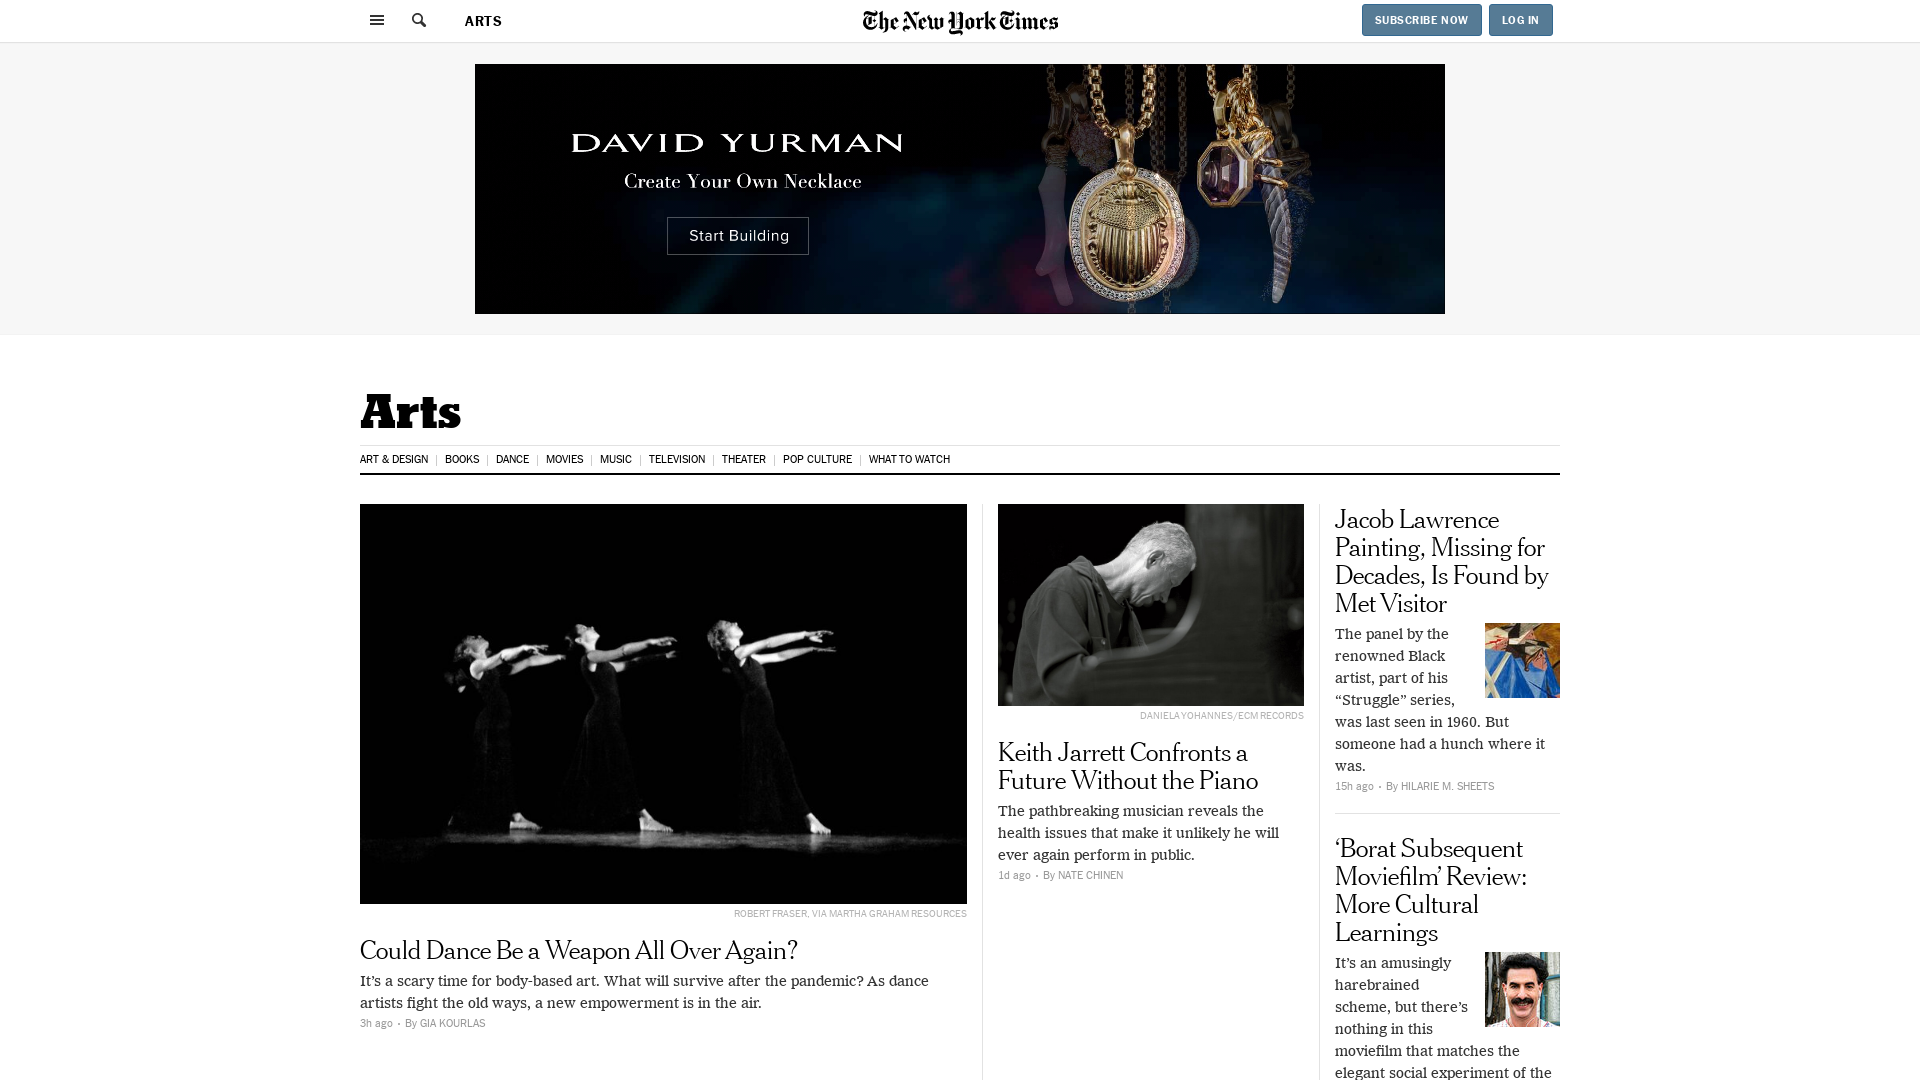 ARTS
The New York Times
SUBSCRIBE NOW
LOG IN
DAVID YURMAN
Create Your Own Necklace
Start Building
Arts
ART & DESIGN
BOOKS
DANCE
MOVIES
MUSIC
TELEVISION
THEATER
POP CULTURE
WHAT TO WATCH
ROBERT FRASER, VIA MARTHA GRAHAM RESOURCES
Could Dance Be a Weapon All Over Again?
It’s a scary time for body-based art. What will survive after the pandemic? As dance
artists fight the old ways, a new empowerment is in the air.
3h ago • By GIA KOURLAS
DANIELA YOHANNES/ECM RECORDS
Keith Jarrett Confronts a
Future Without the Piano
The pathbreaking musician reveals the
health issues that make it unlikely he will
ever again perform in public.
1d ago • By NATE CHINEN
Jacob Lawrence
Painting, Missing for
Decades, Is Found by
Met Visitor
The panel by the
renowned Black
artist, part of his
“Struggle” series,
was last seen in 1960. But
someone had a hunch where it
was.
15h ago • By HILARIE M. SHEETS
‘Borat Subsequent
Moviefilm’ Review:
More Cultural
Learnings
It’s an amusingly
harebrained
scheme, but there’s
nothing in this
moviefilm that matches the
elegant social experiment of the